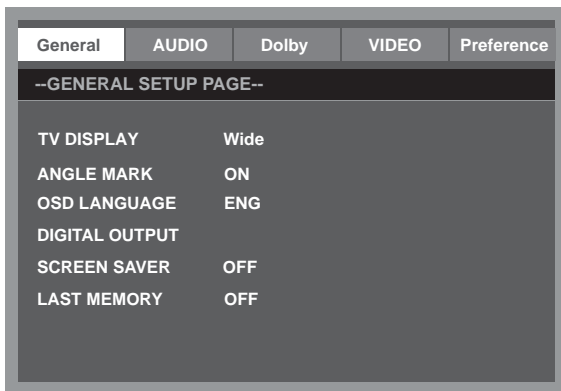 General AUDIO Dolby VIDEO Preference
--GENERAL SETUP PAGE--
TV DISPLAY Wide
ANGLE MARK ON
OSD LANGUAGE ENG
DIGITAL OUTPUT
SCREEN SAVER OFF
LAST MEMORY OFF